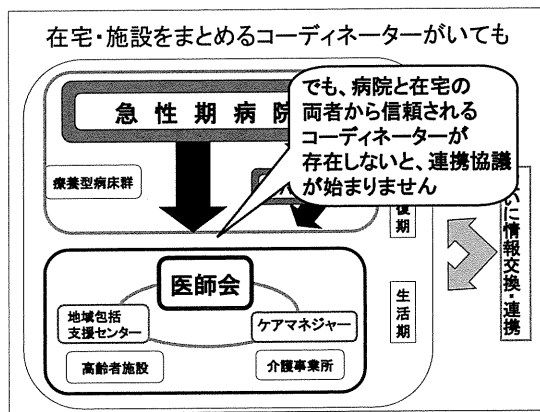 在宅・施設をまとめるコーディネーターがいても
急性期病院
でも、病院と在宅の
両者から信頼される
コーディネーターが
存在しないと、連携協議
が始まりません
療養型病床群
復期
いに情報交換・連携
医師会
地域包括
支援センター
ケアマネジャー
高齢者施設
介護事業所
生活期